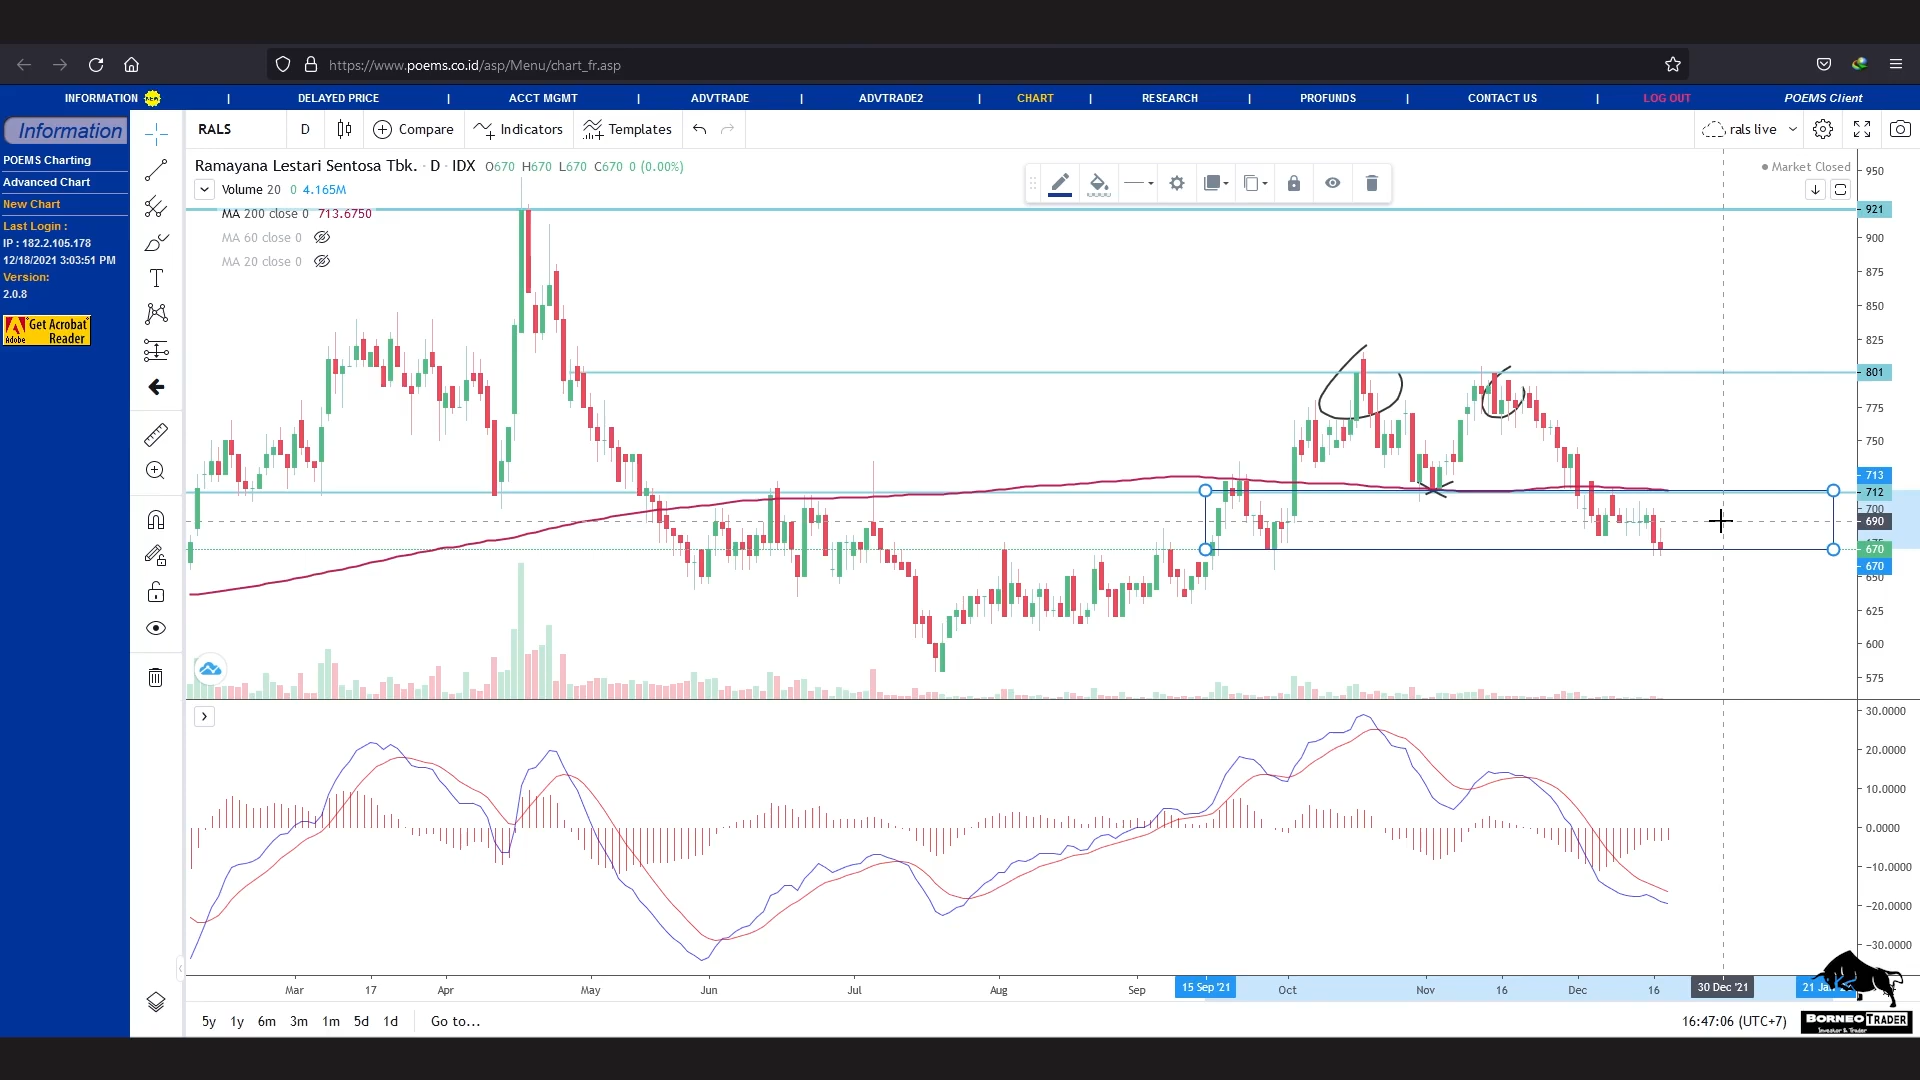 https://www.poems.co.id/asp/Menu/chart_fr.asp
INFORMATION NEW | DELAYED PRICE | ACCT MGMT | ADVTRADE | ADVTRADE2 | CHART | RESEARCH | PROFUNDS | CONTACT US | LOG OUT POEMS Client
Information
POEMS Charting
Advanced Chart
New Chart
Last Login :
IP : 182.2.105.178
12/18/2021 3:03:51 PM
Version:
2.0.8
Get Acrobat
Adobe Reader
RALS D Compare Indicators Templates rals live
Ramayana Lestari Sentosa Tbk. · D · IDX O670 H670 L670 C670 0 (0.00%)
Market Closed
Volume 20 0 4.165M
MA 200 close 0 713.6750
MA 60 close 0
MA 20 close 0
950
921
900
875
850
825
801
775
750
713
712
700
690
670
670
650
625
600
575
30.0000
20.0000
10.0000
0.0000
−10.0000
−20.0000
−30.0000
Mar 17 Apr May Jun Jul Aug Sep 15 Sep '21 Oct Nov 16 Dec 16 30 Dec '21
5y 1y 6m 3m 1m 5d 1d Go to...
16:47:06 (UTC+7)
BORNEO TRADER
Investor & Trader